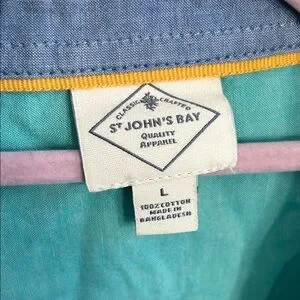 CLASSIC CRAFTED
ST JOHN'S BAY
QUALITY
APPAREL
L
100% COTTON
MADE IN
BANGLADESH